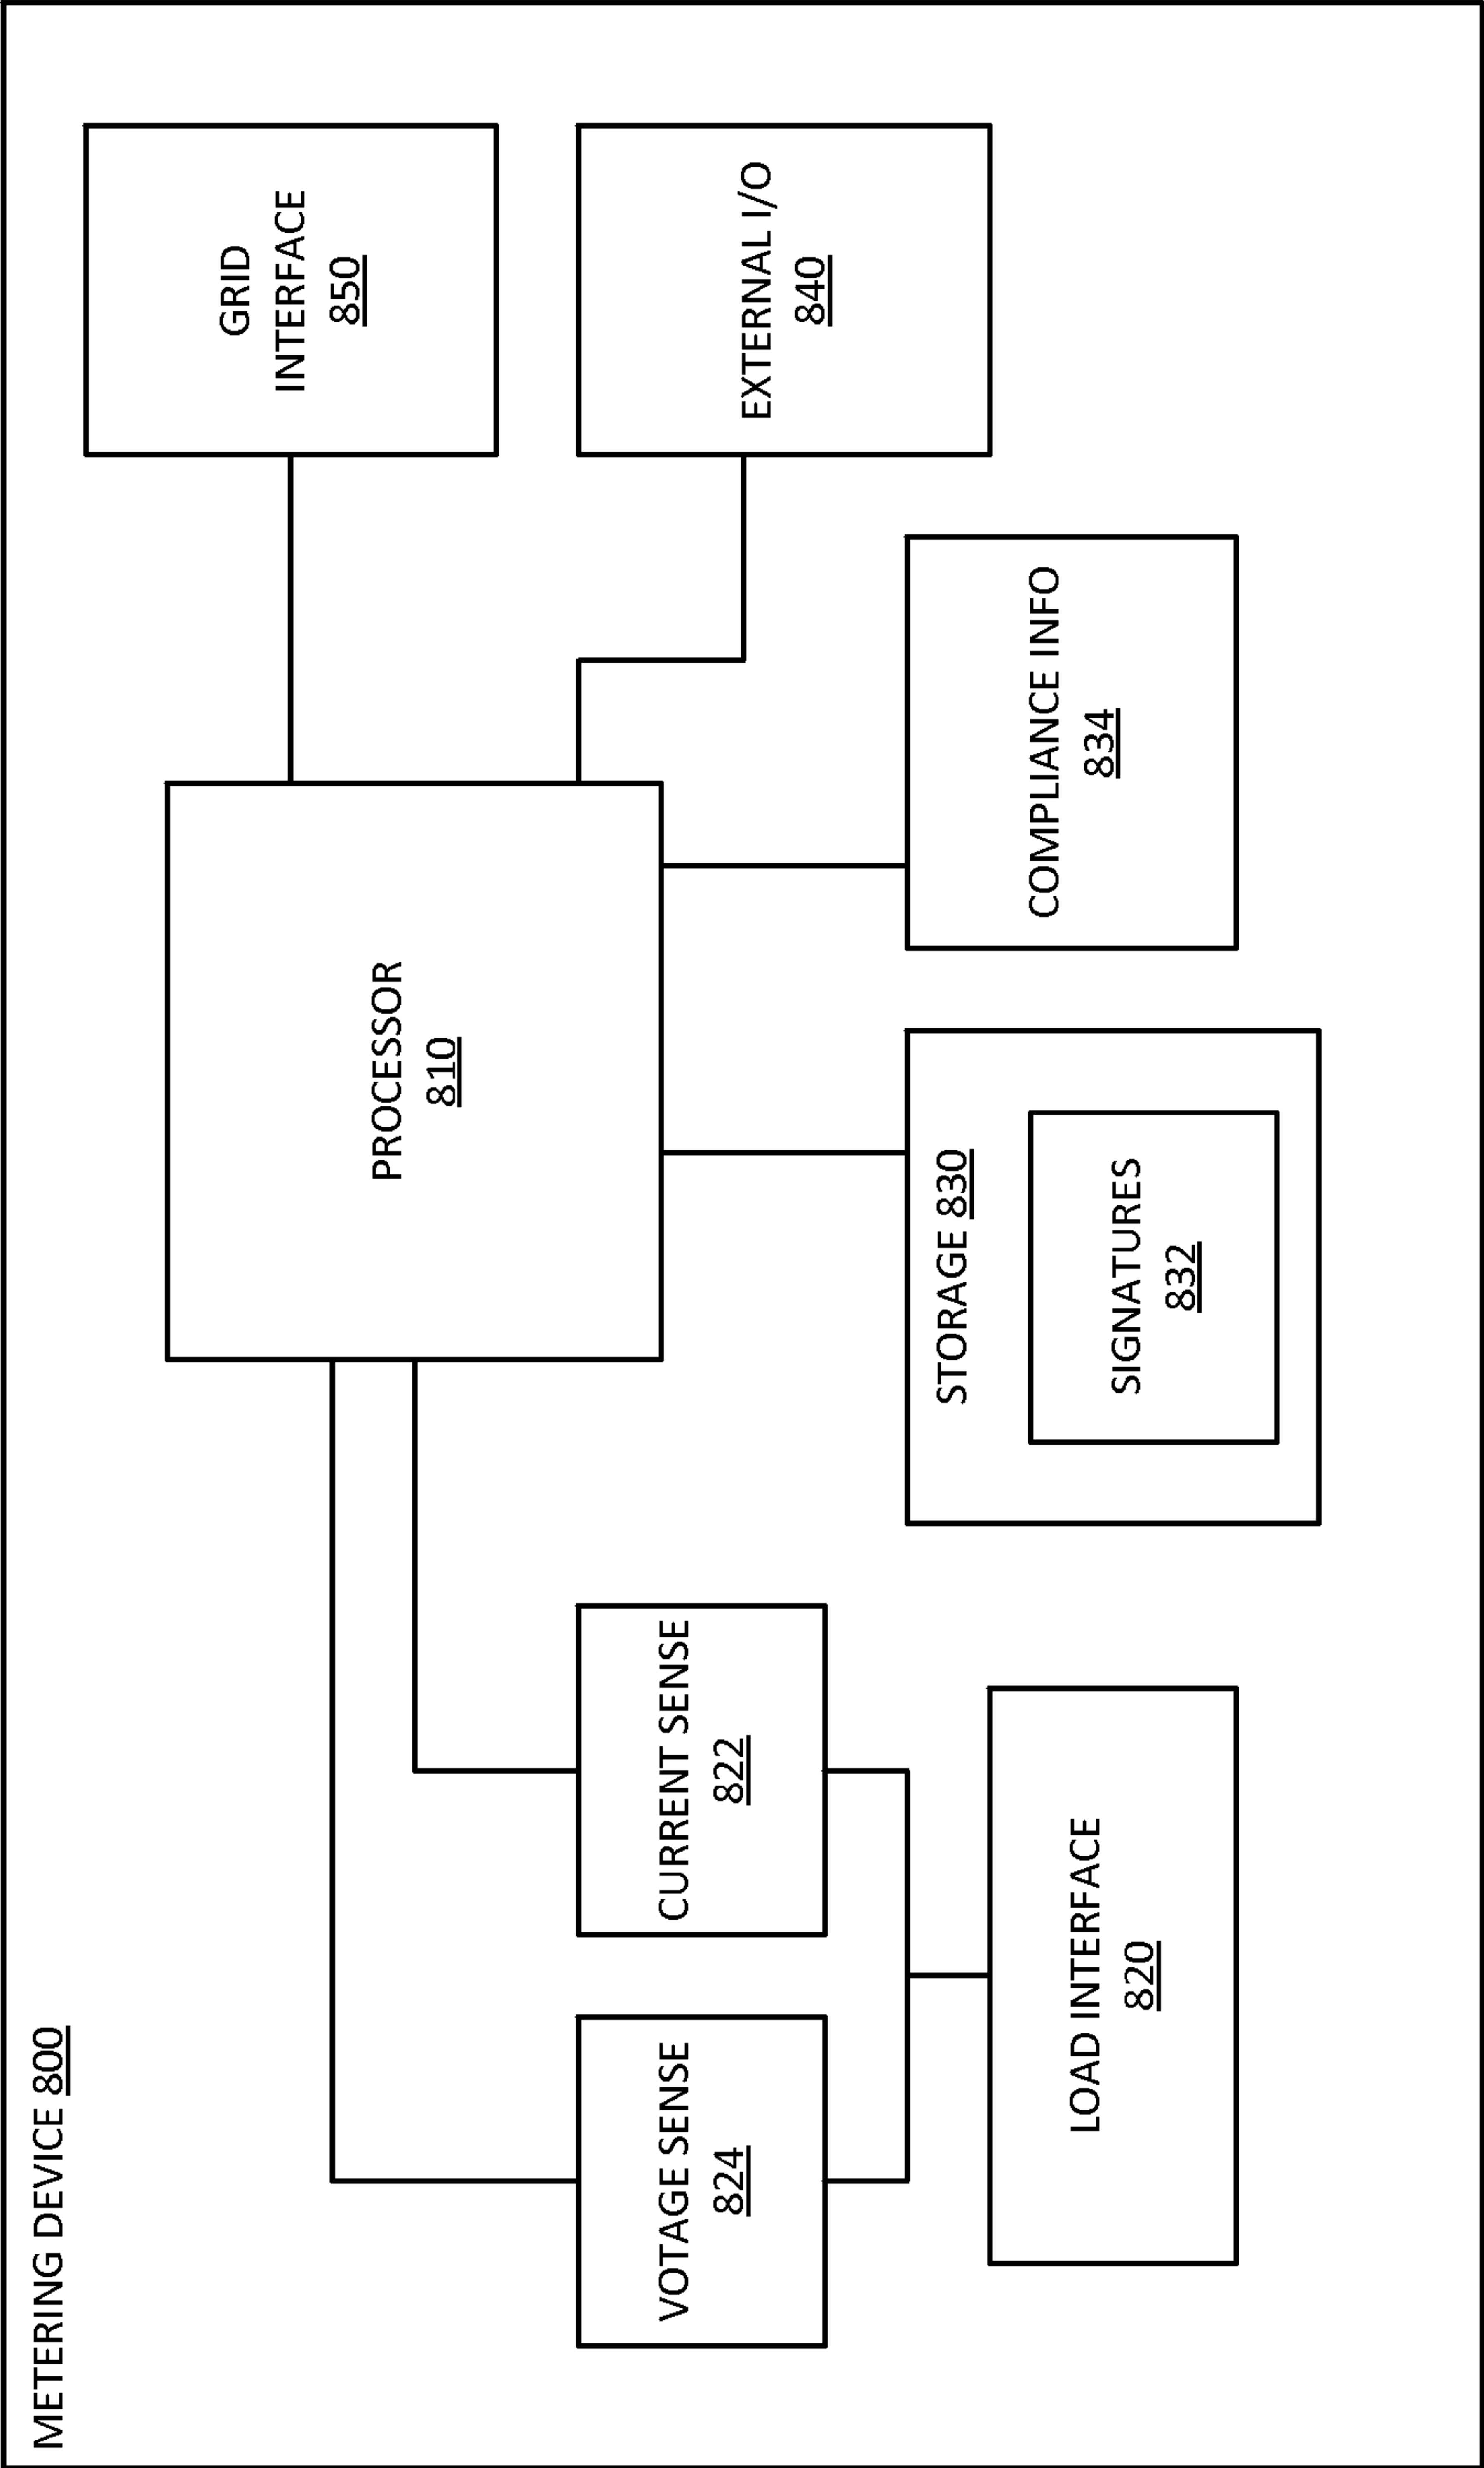 METERING DEVICE 800
PROCESSOR
810
GRID
INTERFACE
850
VOTAGE SENSE
824
CURRENT SENSE
822
EXTERNAL I/O
840
LOAD INTERFACE
820
STORAGE 830
SIGNATURES
832
COMPLIANCE INFO
834